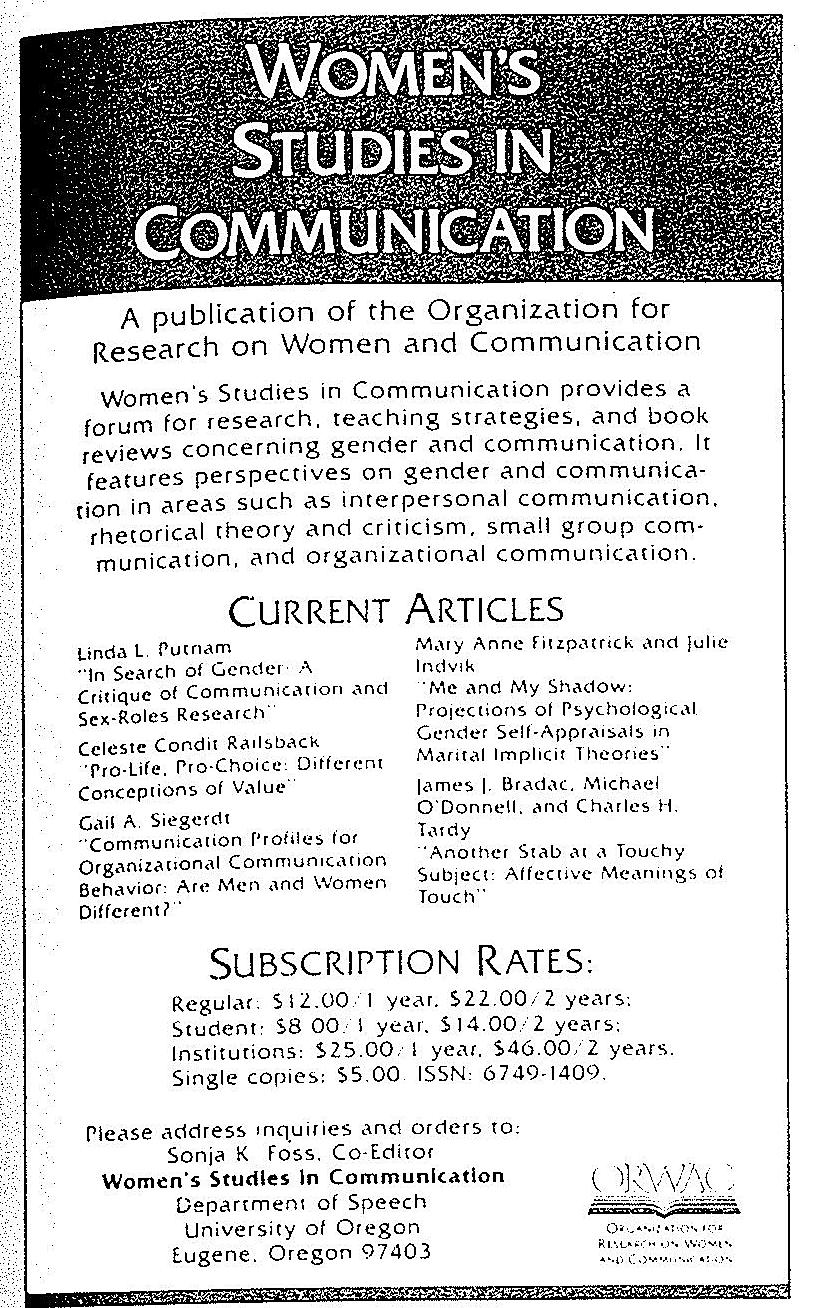 WOMEN'S
STUDIES IN
COMMUNICATION
A publication of the Organization for
Research on Women and Communication
Women's Studies in Communication provides a
forum for research, teaching strategies, and book
reviews concerning gender and communication. It
features perspectives on gender and communica-
tion in areas such as interpersonal communication,
rhetorical theory and criticism, small group com-
munication, and organizational communication.
CURRENT ARTICLES
Linda L. Putnam
"In Search of Gender: A
Critique of Communication and
Sex-Roles Research"
Celeste Condit Railsback
"Pro-Life, Pro-Choice: Different
Conceptions of Value"
Gail A. Siegerdt
"Communication Profiles for
Organizational Communication
Behavior: Are Men and Women
Different?"
Mary Anne Fitzpatrick and Julie
Indvik
"Me and My Shadow:
Projections of Psychological
Gender Self-Appraisals in
Marital Implicit Theories"
James J. Bradac, Michael
O'Donnell, and Charles H.
Tardy
"Another Stab at a Touchy
Subject: Affective Meanings of
Touch"
SUBSCRIPTION RATES:
Regular: $12.00/1 year, $22.00/2 years;
Student: $8.00/1 year, $14.00/2 years;
Institutions: $25.00/1 year, $46.00/2 years.
Single copies: $5.00. ISSN: 6749-1409.
Please address inquiries and orders to:
Sonja K. Foss, Co-Editor
Women's Studies in Communication
Department of Speech
University of Oregon
Eugene, Oregon 97403
ORWAC
ORGANIZATION FOR
RESEARCH ON WOMEN
AND COMMUNICATION